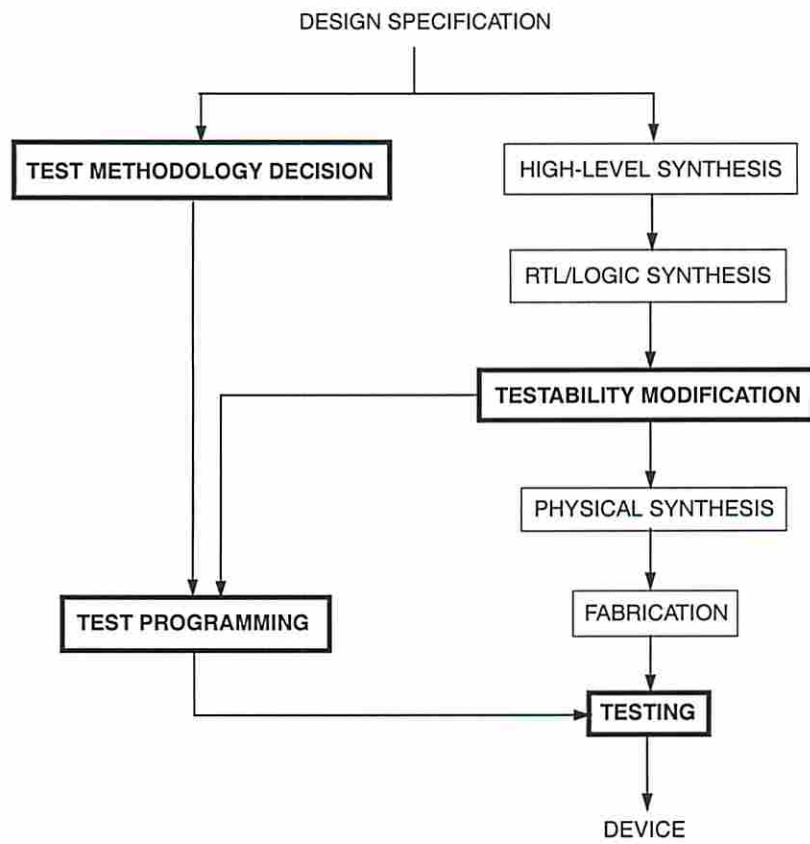 DESIGN SPECIFICATION
TEST METHODOLOGY DECISION
HIGH-LEVEL SYNTHESIS
RTL/LOGIC SYNTHESIS
TESTABILITY MODIFICATION
PHYSICAL SYNTHESIS
TEST PROGRAMMING
FABRICATION
TESTING
DEVICE